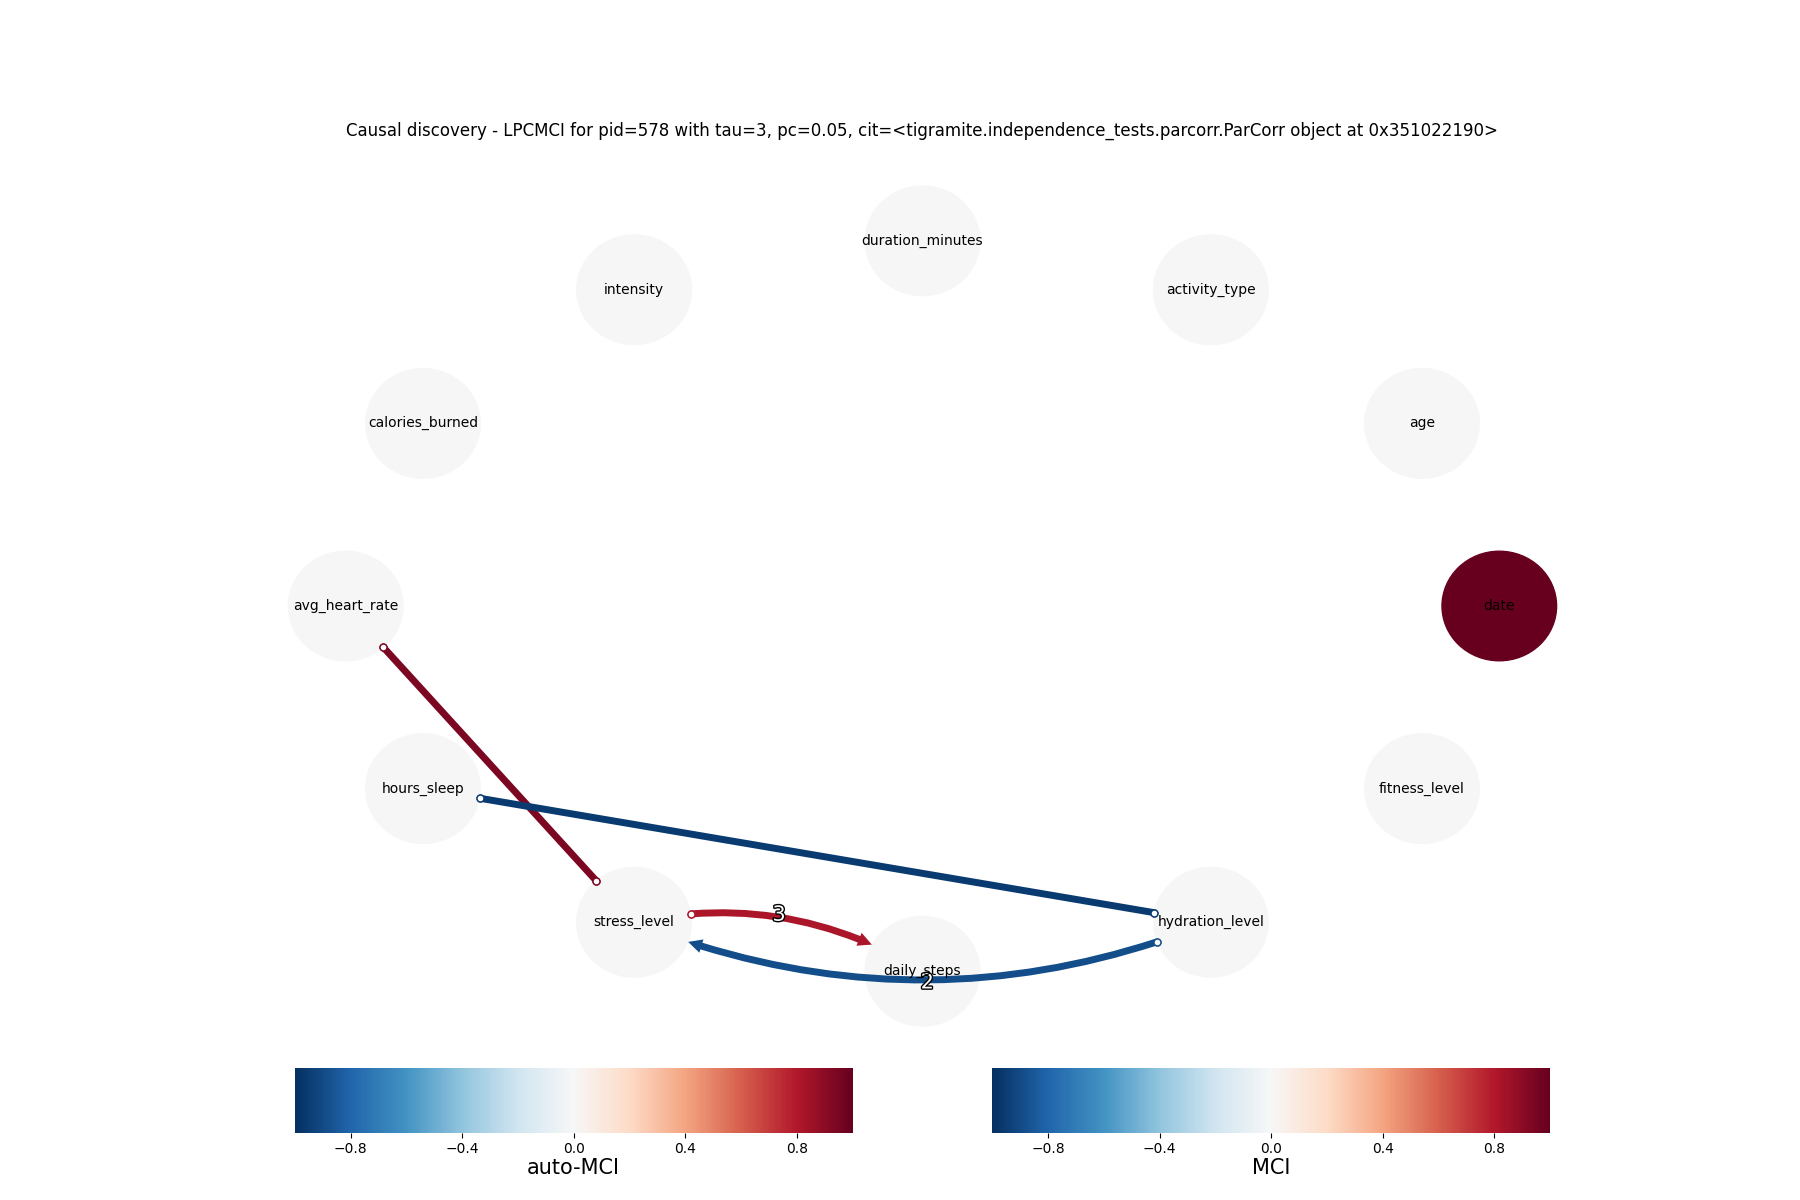 Causal discovery - LPCMCI for pid=578 with tau=3, pc=0.05, cit=<tigramite.independence_tests.parcorr.ParCorr object at 0x351022190>
duration_minutes
intensity
activity_type
calories_burned
age
avg_heart_rate
date
hours_sleep
fitness_level
stress_level
3
hydration_level
daily_steps
2
−0.8 −0.4 0.0 0.4 0.8
auto-MCI
−0.8 −0.4 0.0 0.4 0.8
MCI